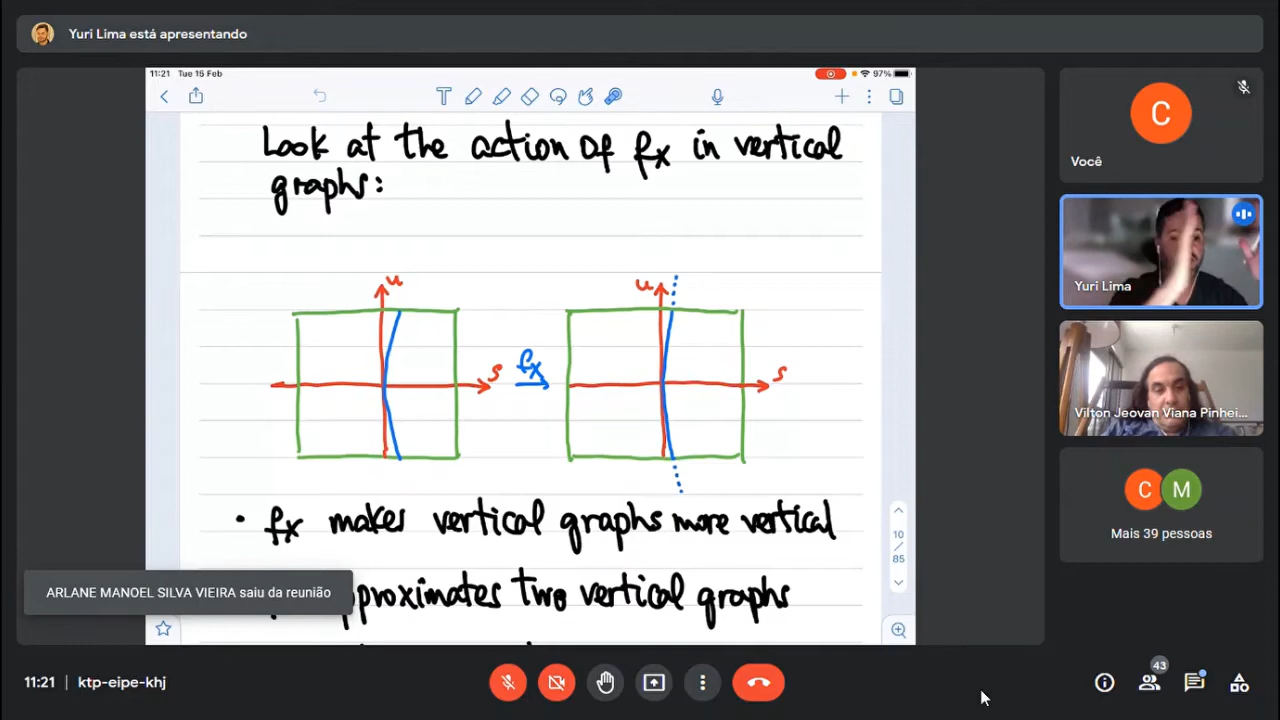 Yuri Lima está apresentando
11:21 Tue 15 Feb
97%
Look at the action of fx in vertical
graphs:
u
s
fx
u
s
• fx makes vertical graphs more vertical
approximates two vertical graphs
10
/
85
C
Você
Yuri Lima
Vilton Jeovan Viana Pinhei...
C M
Mais 39 pessoas
ARLANE MANOEL SILVA VIEIRA saiu da reunião
11:21 | ktp-eipe-khj
43